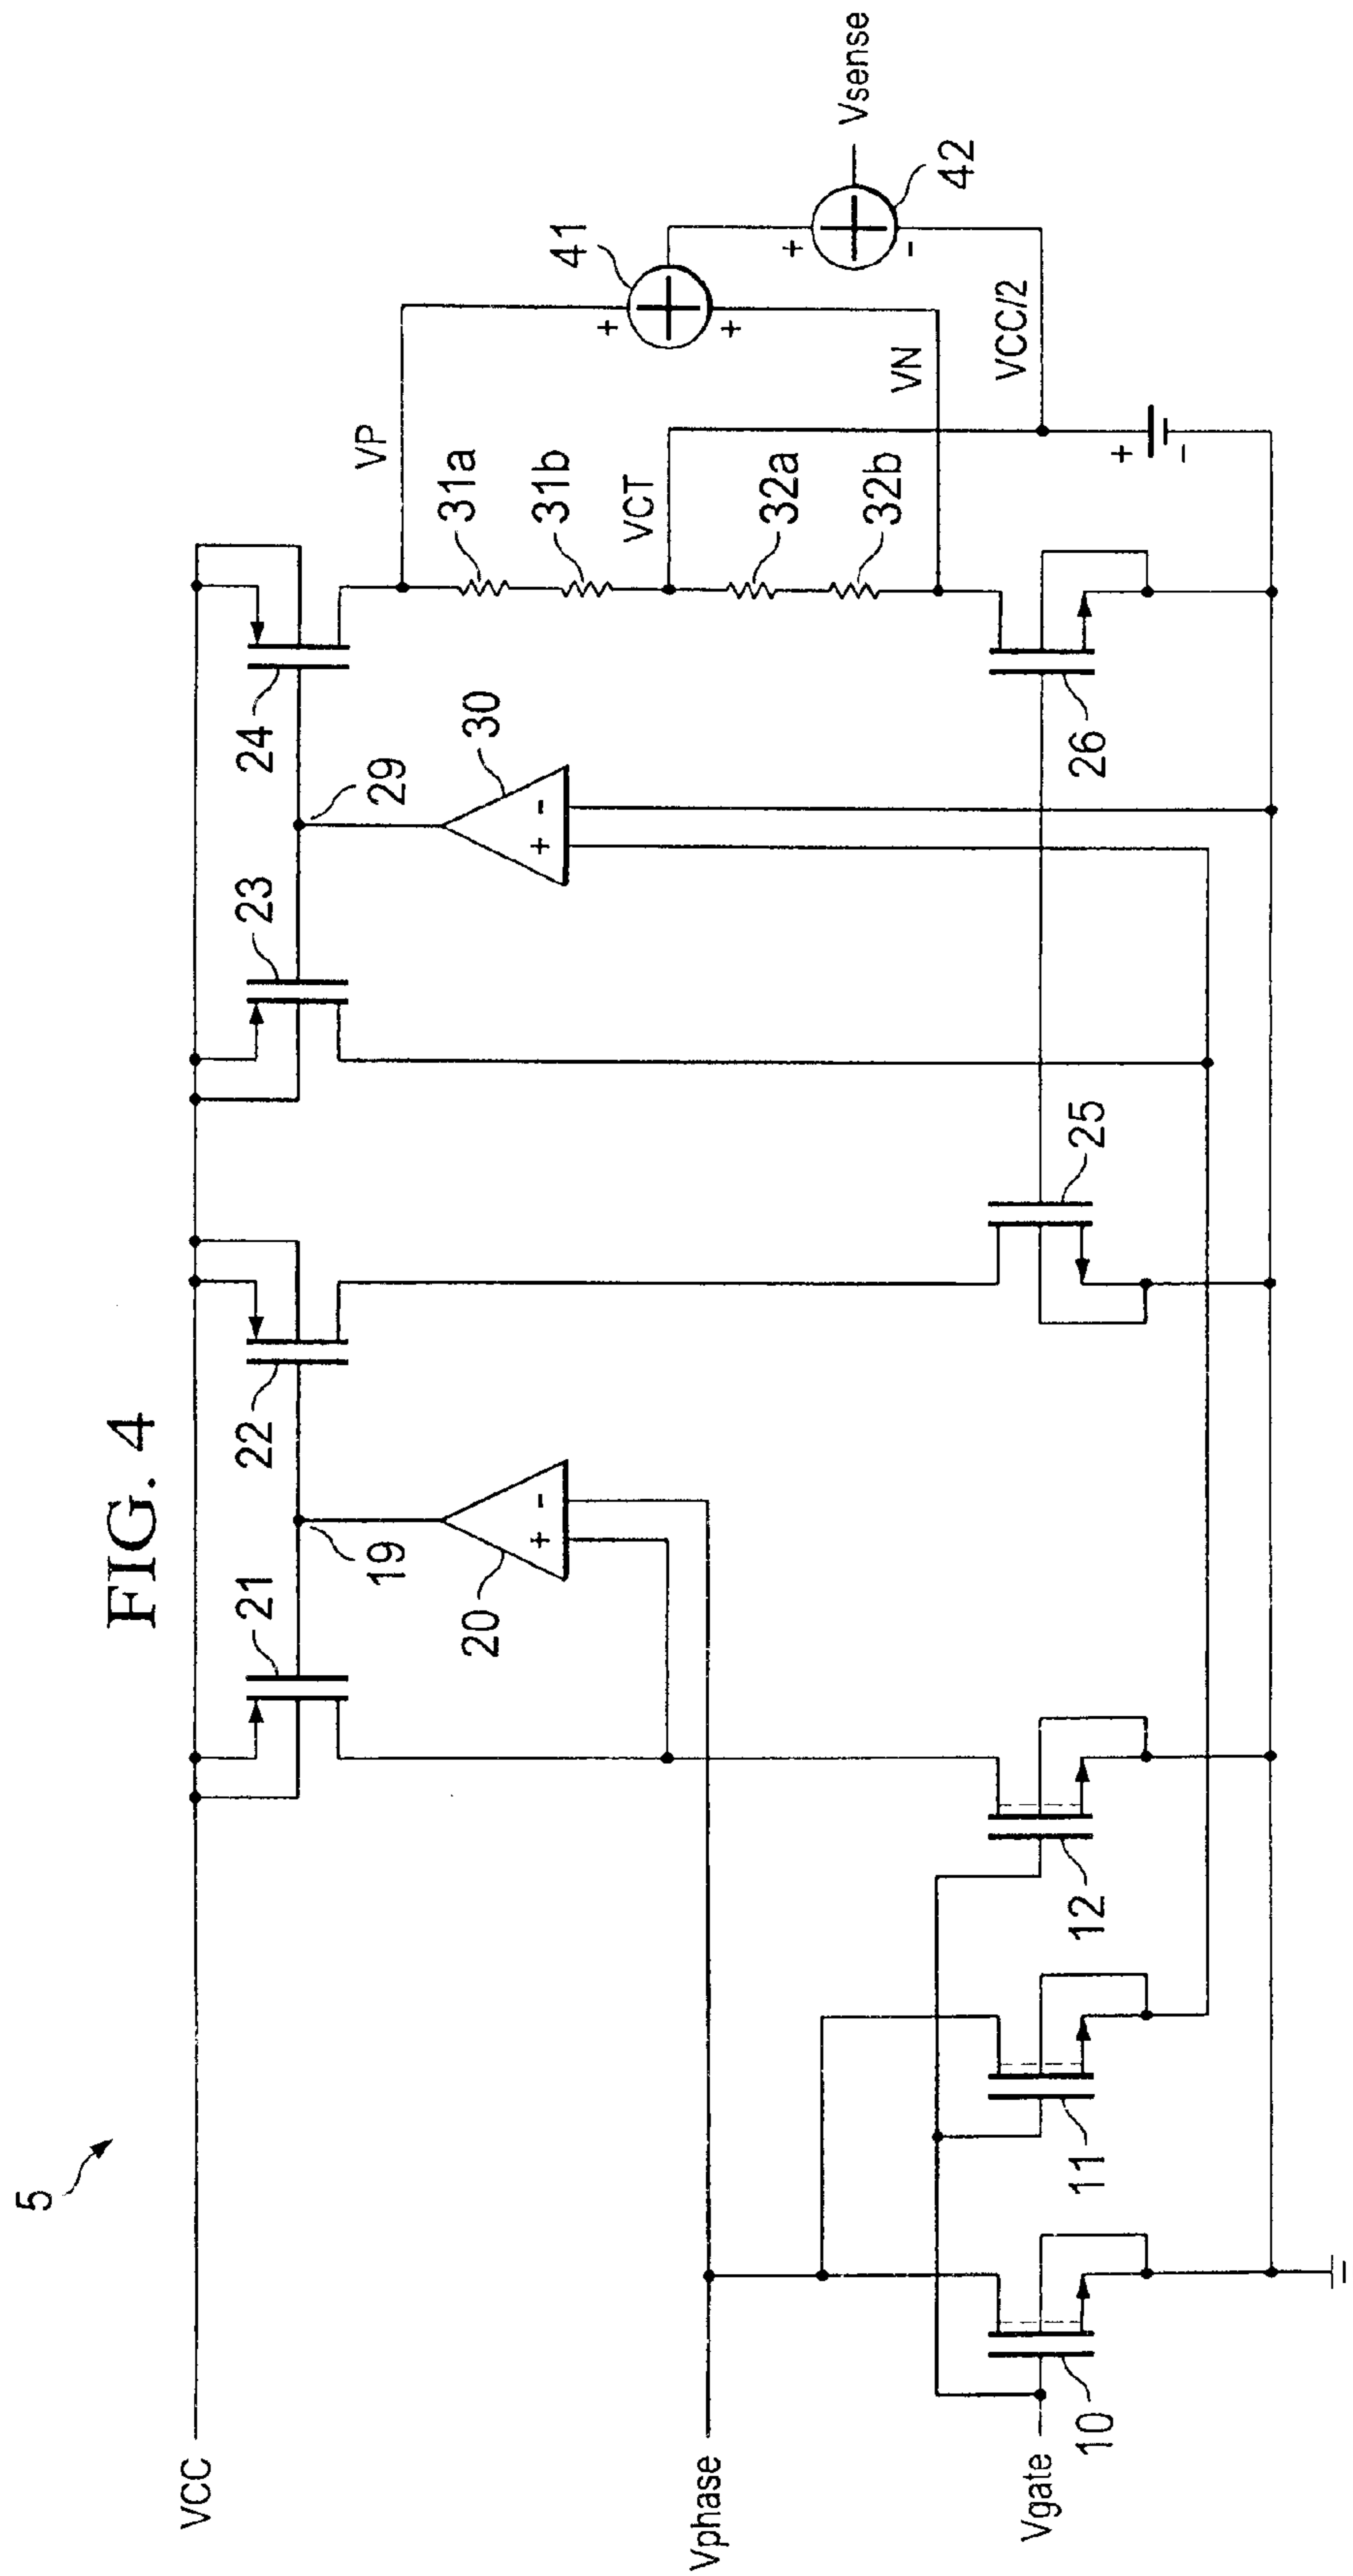 FIG. 4
5
VCC
Vphase
Vgate
10
11
12
21
19
20
+ -
22
25
23
29
30
+ -
24
26
VP
31a
31b
VCT
32a
32b
VN
VCC/2
+
-
41
+
+
42
+
-
Vsense